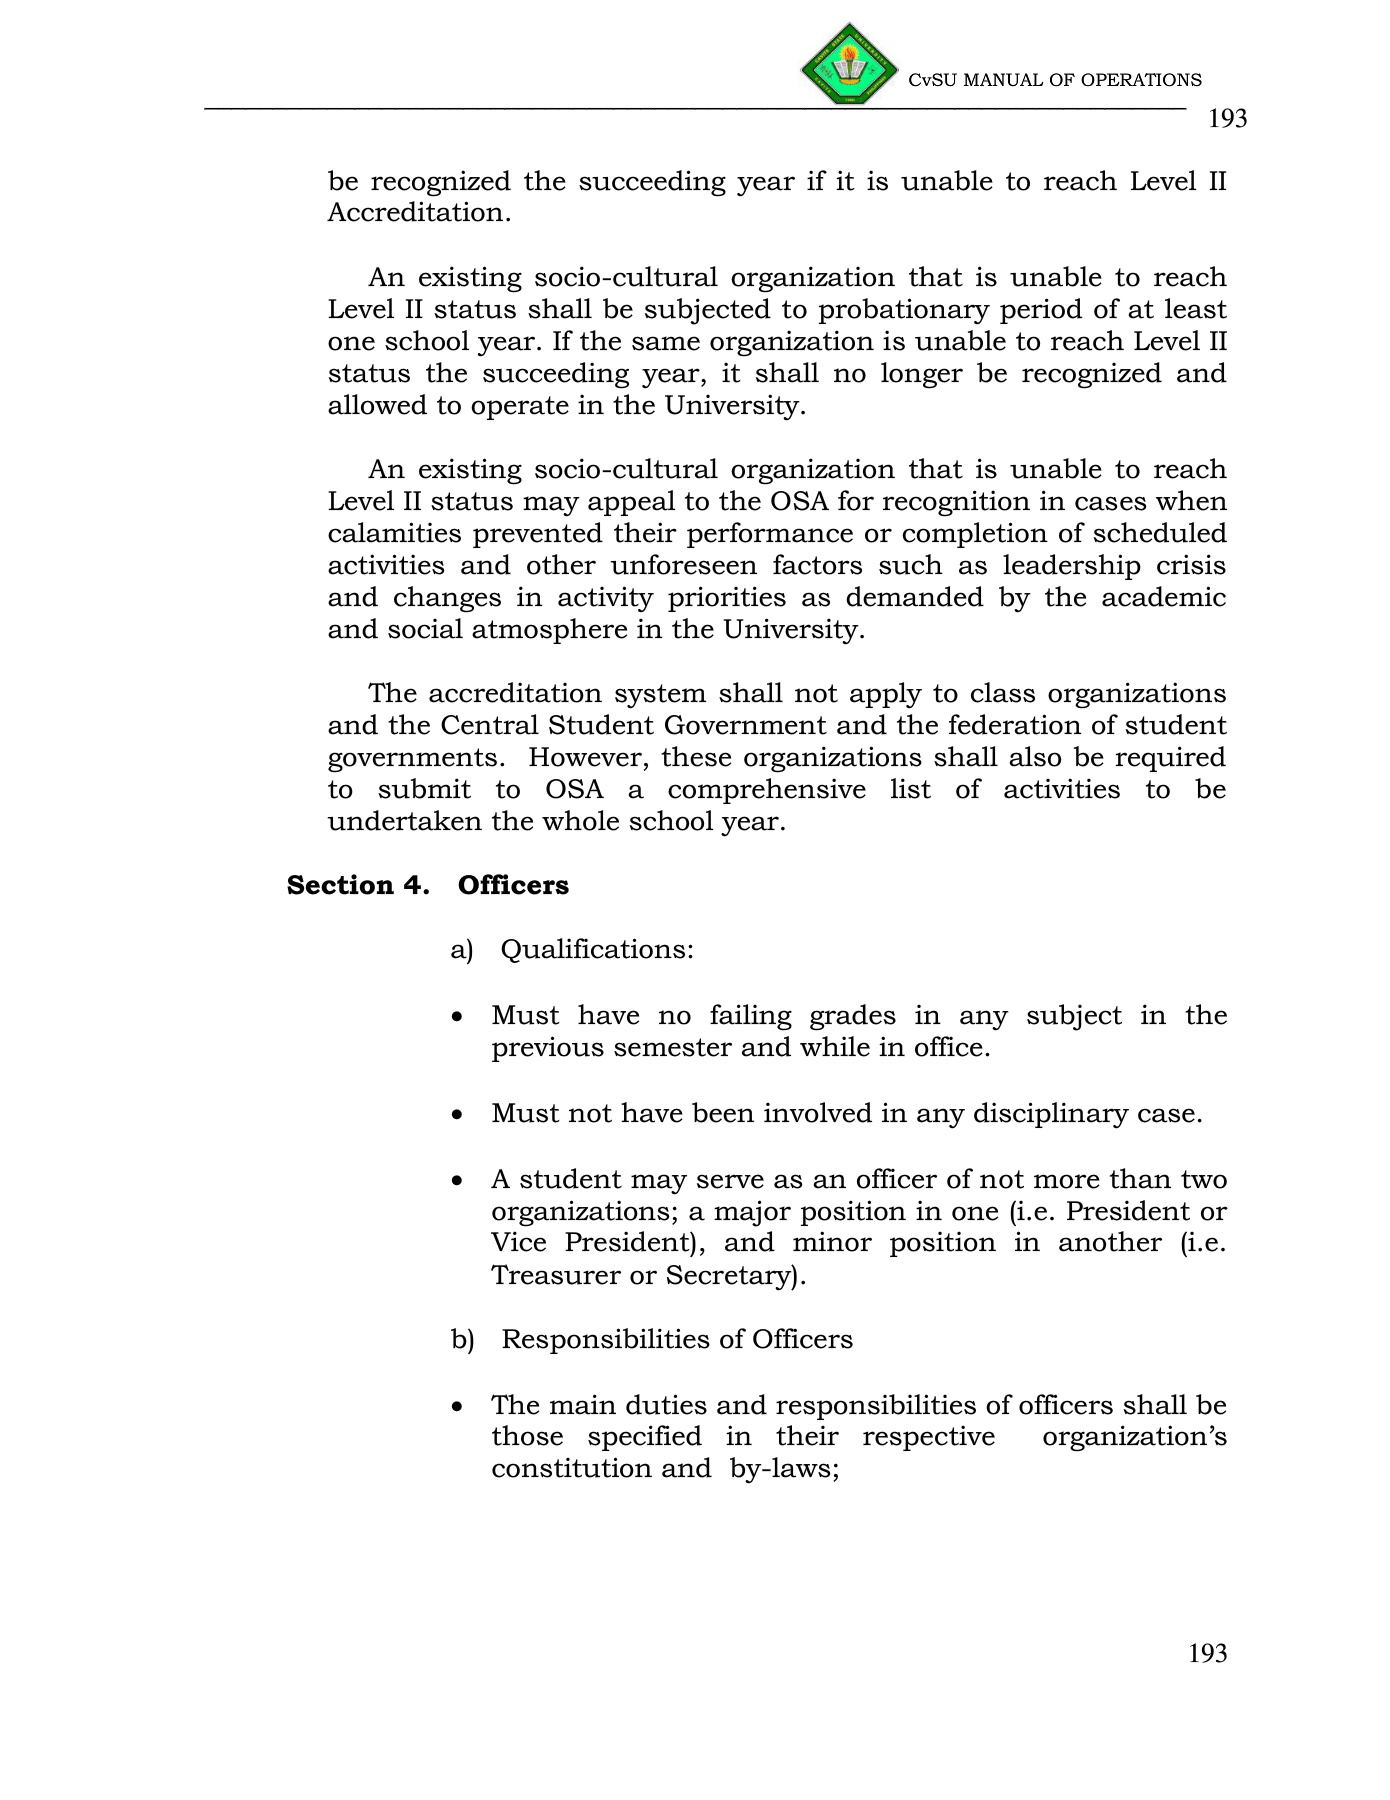 CvSU MANUAL OF OPERATIONS
193
be recognized the succeeding year if it is unable to reach Level II
Accreditation.
An existing socio-cultural organization that is unable to reach
Level II status shall be subjected to probationary period of at least
one school year. If the same organization is unable to reach Level II
status the succeeding year, it shall no longer be recognized and
allowed to operate in the University.
An existing socio-cultural organization that is unable to reach
Level II status may appeal to the OSA for recognition in cases when
calamities prevented their performance or completion of scheduled
activities and other unforeseen factors such as leadership crisis
and changes in activity priorities as demanded by the academic
and social atmosphere in the University.
The accreditation system shall not apply to class organizations
and the Central Student Government and the federation of student
governments. However, these organizations shall also be required
to submit to OSA a comprehensive list of activities to be
undertaken the whole school year.
Section 4. Officers
a) Qualifications:
• Must have no failing grades in any subject in the
previous semester and while in office.
• Must not have been involved in any disciplinary case.
• A student may serve as an officer of not more than two
organizations; a major position in one (i.e. President or
Vice President), and minor position in another (i.e.
Treasurer or Secretary).
b) Responsibilities of Officers
• The main duties and responsibilities of officers shall be
those specified in their respective organization’s
constitution and by-laws;
193